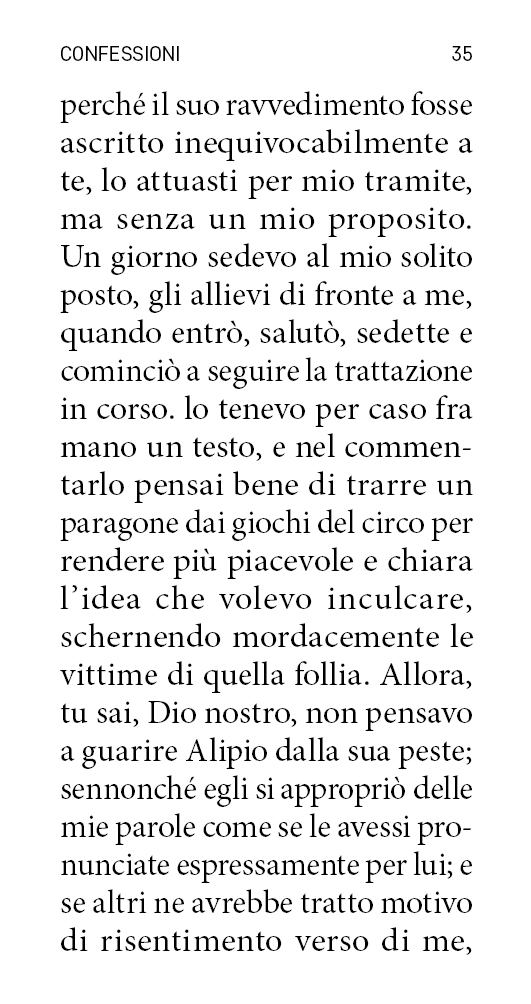 CONFESSIONI 35
perché il suo ravvedimento fosse
ascritto inequivocabilmente a
te, lo attuasti per mio tramite,
ma senza un mio proposito.
Un giorno sedevo al mio solito
posto, gli allievi di fronte a me,
quando entrò, salutò, sedette e
cominciò a seguire la trattazione
in corso. lo tenevo per caso fra
mano un testo, e nel commen-
tarlo pensai bene di trarre un
paragone dai giochi del circo per
rendere più piacevole e chiara
l’idea che volevo inculcare,
schernendo mordacemente le
vittime di quella follia. Allora,
tu sai, Dio nostro, non pensavo
a guarire Alipio dalla sua peste;
sennonché egli si appropriò delle
mie parole come se le avessi pro-
nunciate espressamente per lui; e
se altri ne avrebbe tratto motivo
di risentimento verso di me,